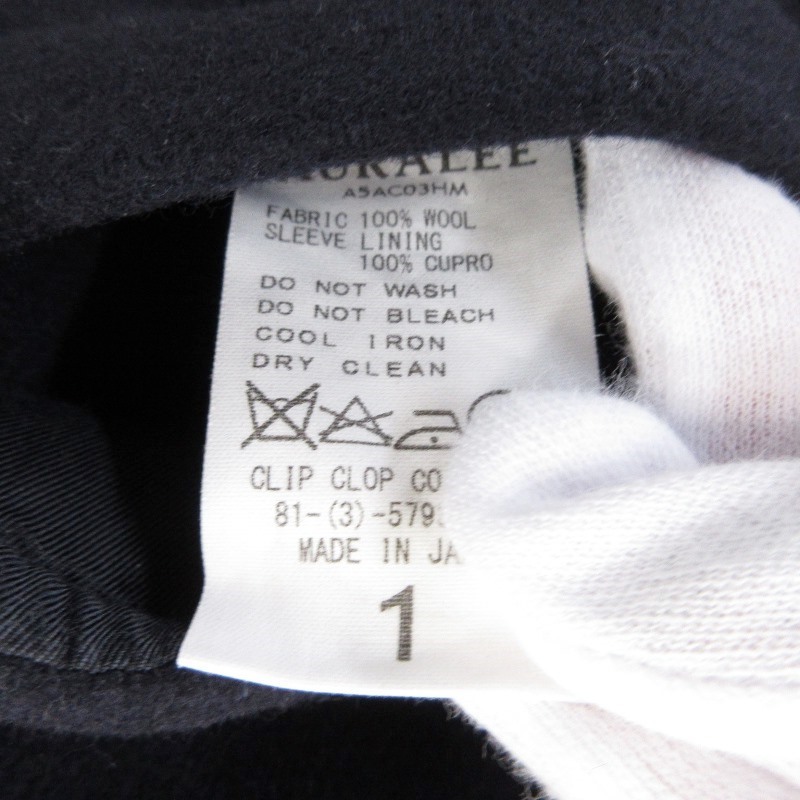 A5AC03HM
FABRIC 100% WOOL
SLEEVE LINING
100% CUPRO
DO NOT WASH
DO NOT BLEACH
COOL IRON
DRY CLEAN
CLIP CLOP CO
81-(3)-579
MADE IN JA
1